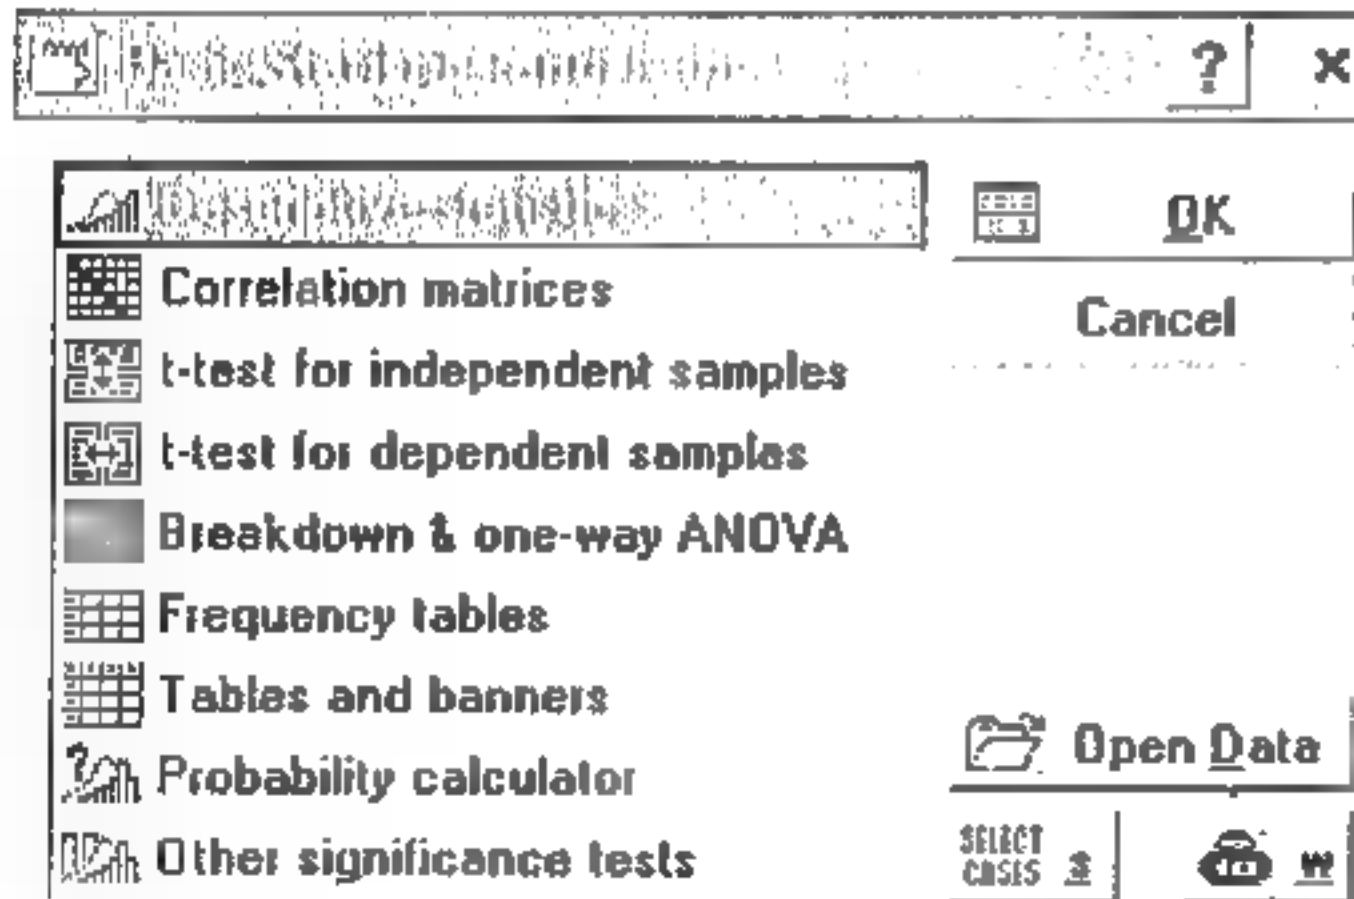 ?
OK
Correlation matrices
Cancel
t-test for independent samples
t-test for dependent samples
Breakdown & one-way ANOVA
Frequency tables
Tables and banners
Open Data
Probability calculator
SELECT
CASES S
Other significance tests
W